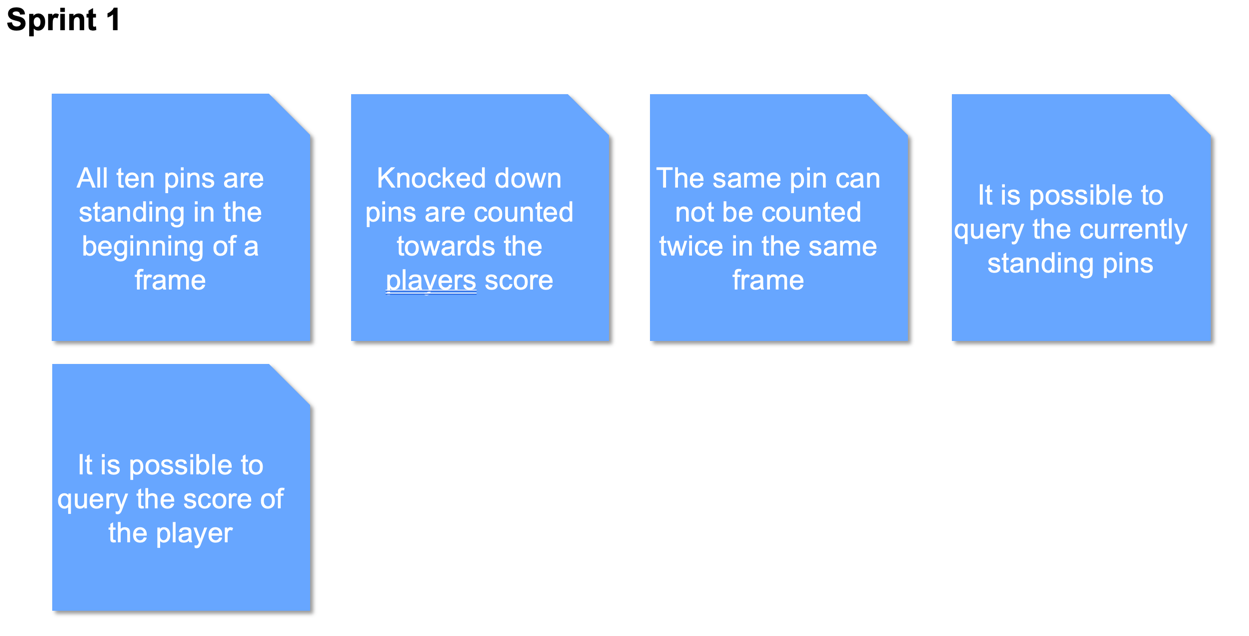 Sprint 1
All ten pins are
standing in the
beginning of a
frame
Knocked down
pins are counted
towards the
players score
The same pin can
not be counted
twice in the same
frame
It is possible to
query the currently
standing pins
It is possible to
query the score of
the player